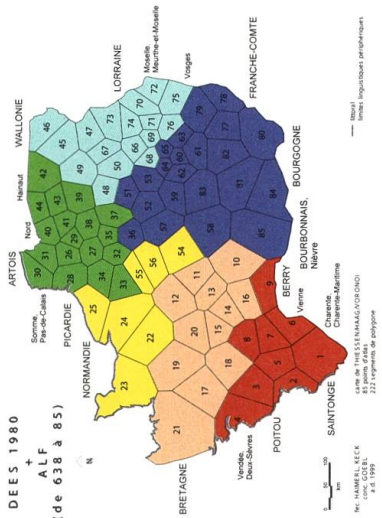 DEES 1980
+
ALF
(de 638 à 85)
N
WALLONIE
Hainaut
Nord
ARTOIS
Somme,
Pas-de-Calais
PICARDIE
NORMANDIE
BRETAGNE
LORRAINE
Moselle,
Meurthe-et-Moselle
Vosges
FRANCHE-COMTE
BOURGOGNE
BOURBONNAIS,
Nièvre
BERRY
Vienne
Charente,
Charente-Maritime
Vendée,
Deux-Sèvres
POITOU
SAINTONGE
46
45
47
73
70
72
42
49
67
74
71
75
44
43
39
66
69
76
48
50
68
40
41
38
37
51
53
65
63
79
78
30
31
26
29
35
36
52
64
60
61
77
28
27
32
59
62
82
80
34
33
55
56
57
83
81
25
54
58
84
24
85
23
22
12
11
10
20
13
14
16
9
19
15
21
17
18
8
7
6
3
5
4
2
1
0
50
100
km
fec. HAIMERL, KECK
conc. GOEBL
a.d. 1999
carte de THIESSEN/HAAG/VORONOI
85 points d'atlas
222 segments de polygone
littoral
limites linguistiques périphériques